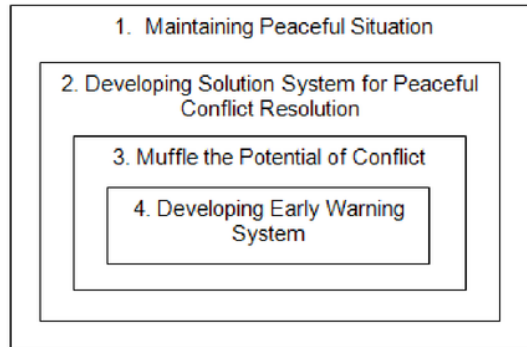 1. Maintaining Peaceful Situation
2. Developing Solution System for Peaceful
Conflict Resolution
3. Muffle the Potential of Conflict
4. Developing Early Warning
System